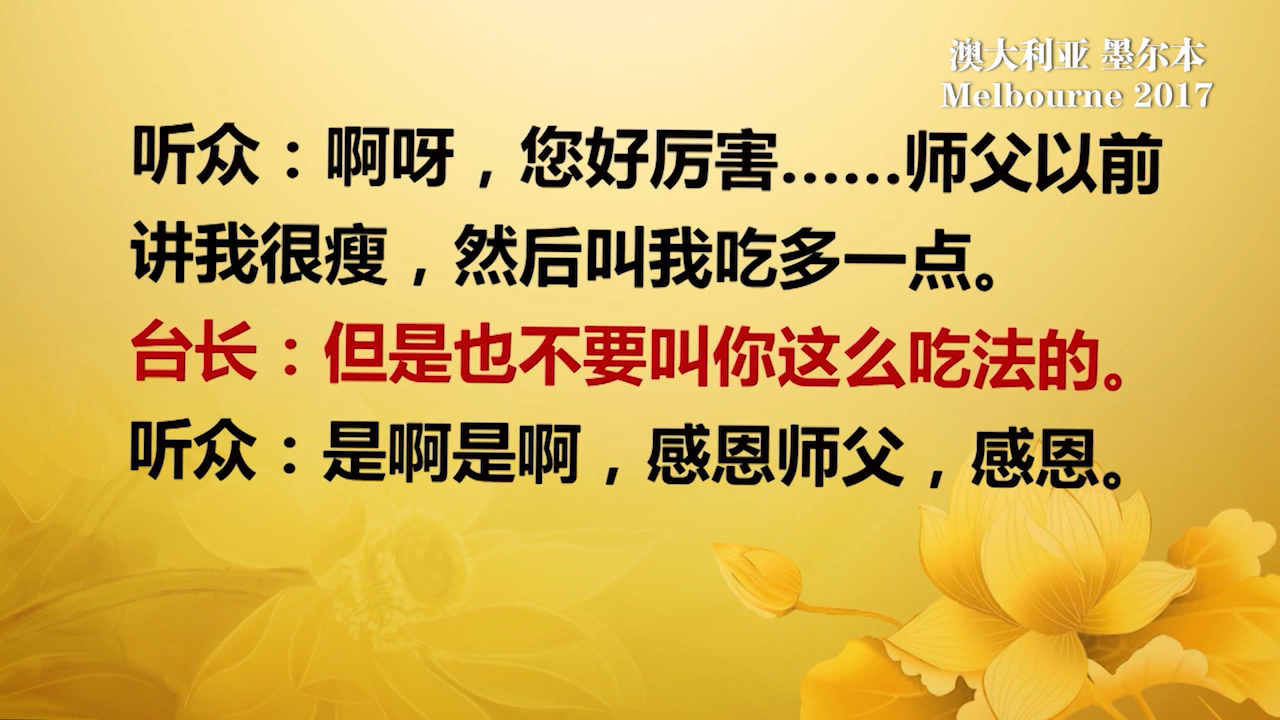 澳大利亚 墨尔本
Melbourne 2017
听众：啊呀，您好厉害……师父以前
讲我很瘦，然后叫我吃多一点。
台长：但是也不要叫你这么吃法的。
听众：是啊是啊，感恩师父，感恩。